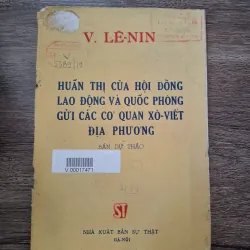 V. LÊ-NIN
HUẤN THỊ CỦA HỘI ĐỒNG
LAO ĐỘNG VÀ QUỐC PHÒNG
GỬI CÁC CƠ QUAN XÔ-VIẾT
ĐỊA PHƯƠNG
BẢN DỰ THẢO
V 00017471
ST
NHÀ XUẤT BẢN SỰ THẬT
HÀ-NỘI